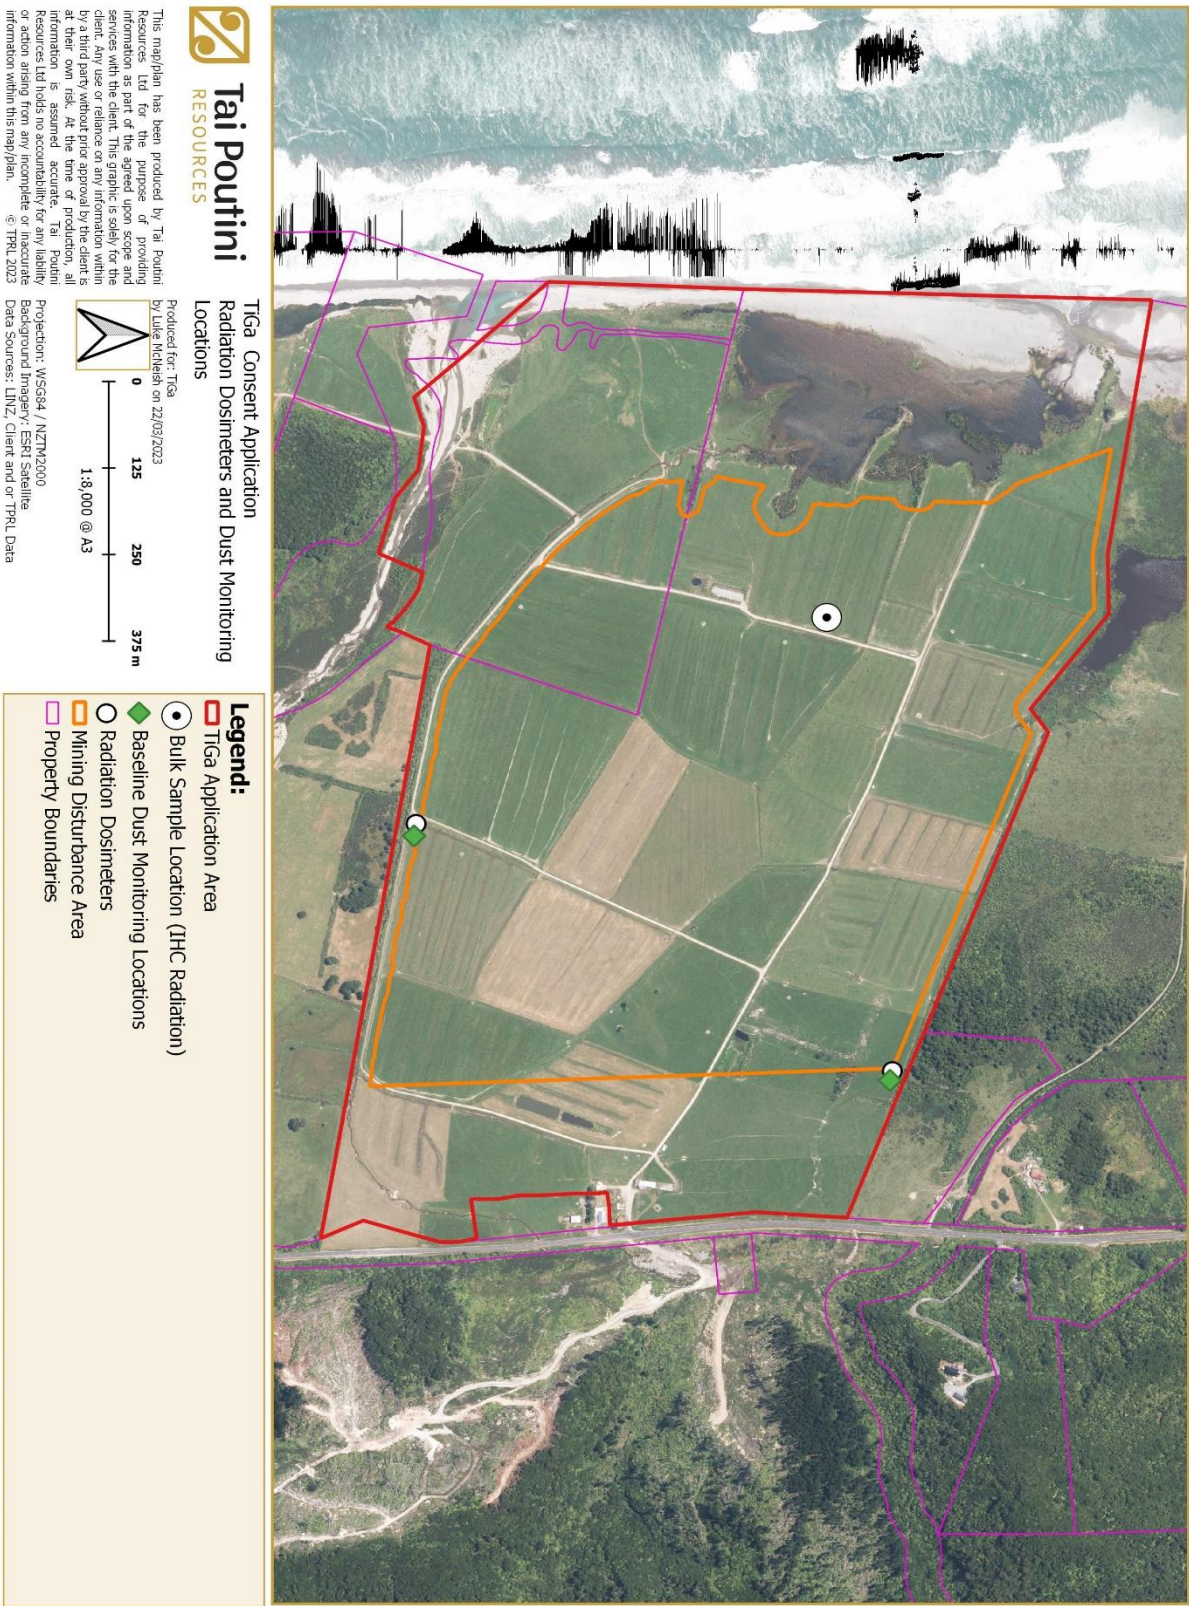 Tai Poutini
RESOURCES
This map/plan has been produced by Tai Poutini
Resources Ltd for the purpose of providing
information as part of the agreed upon scope and
services with the client. This graphic is solely for the
client. Any use or reliance on any information within
by a third party without prior approval by the client is
at their own risk. At the time of production, all
information is assumed accurate. Tai Poutini
Resources Ltd holds no accountability for any liability
or action arising from any incomplete or inaccurate
information within this map/plan. © TPRL 2023
TiGa Consent Application
Radiation Dosimeters and Dust Monitoring
Locations
Produced for: TiGa
by Luke McNeish on 22/03/2023
0 125 250 375 m
1:8,000 @ A3
Projection: WSG84 / NZTM2000
Background Imagery: ESRI Satellite
Data Sources: LINZ, Client and or TPRL Data
Legend:
TiGa Application Area
Bulk Sample Location (IHC Radiation)
Baseline Dust Monitoring Locations
Radiation Dosimeters
Mining Disturbance Area
Property Boundaries